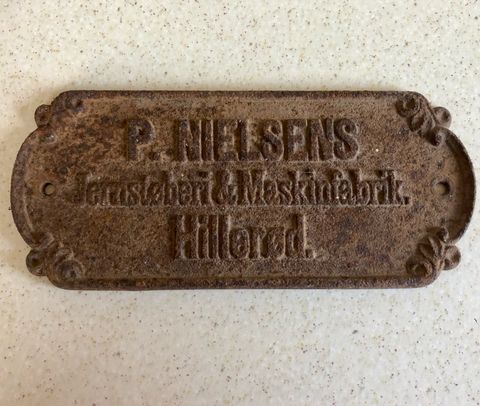 P. NIELSENS
Jernstøberi & Maskinfabrik.
Hillerød.